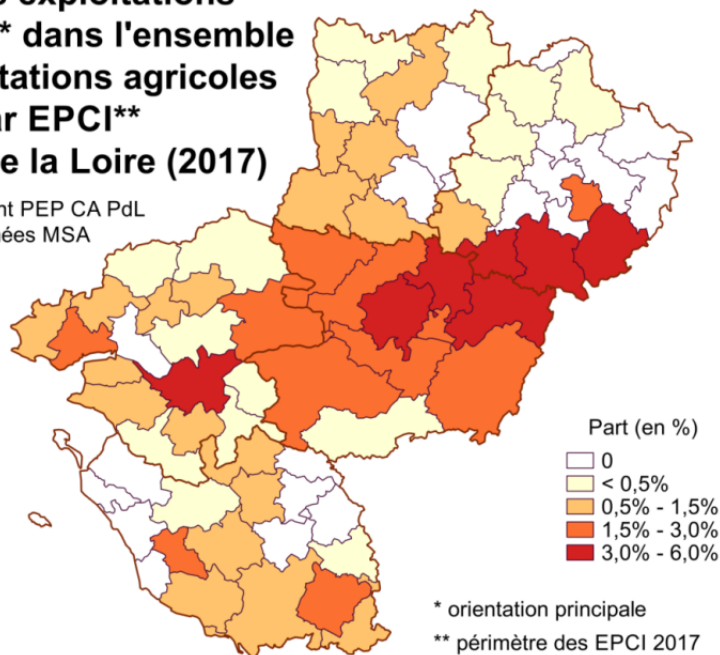 exploitations
* dans l'ensemble
tations agricoles
r EPCI**
e la Loire (2017)
nt PEP CA PdL
ées MSA
Part (en %)
0
< 0,5%
0,5% - 1,5%
1,5% - 3,0%
3,0% - 6,0%
* orientation principale
** périmètre des EPCI 2017